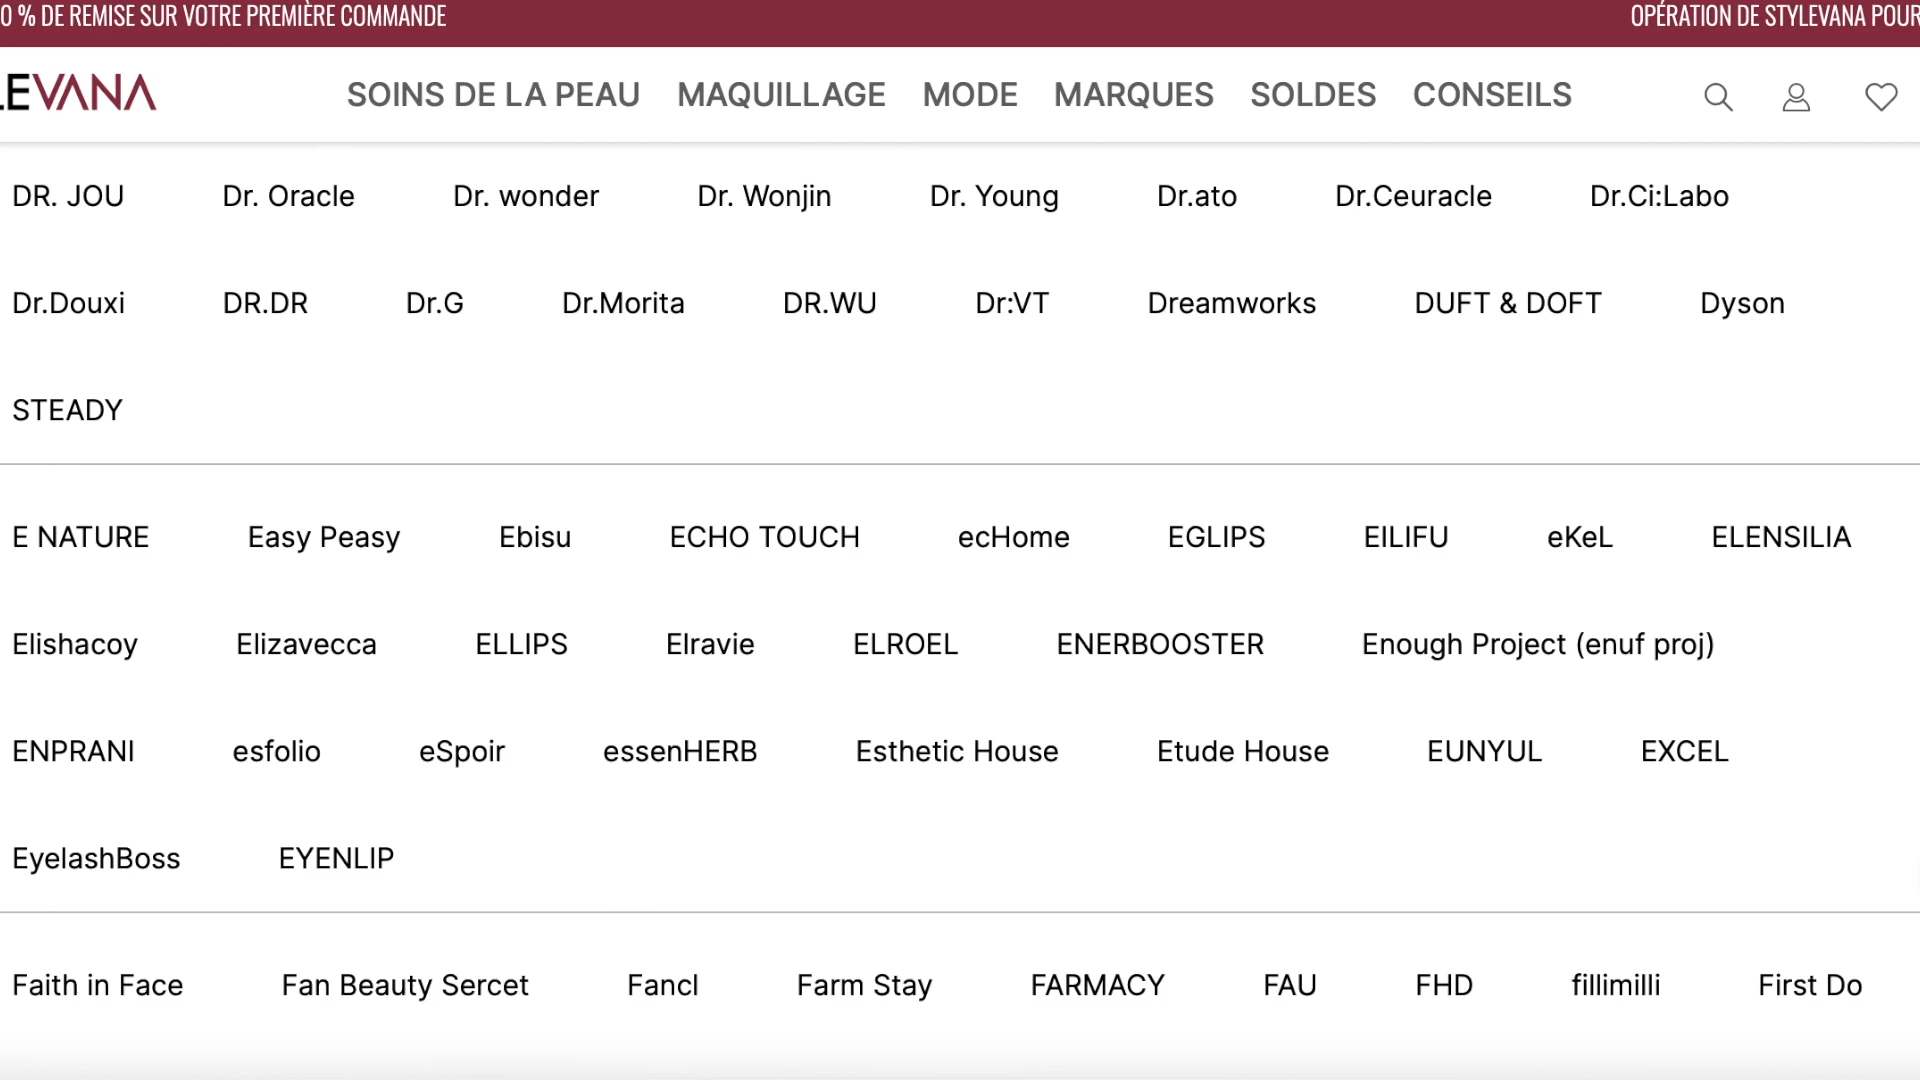 0 % DE REMISE SUR VOTRE PREMIÈRE COMMANDE OPÉRATION DE STYLEVANA POUR
LEVANA SOINS DE LA PEAU MAQUILLAGE MODE MARQUES SOLDES CONSEILS
DR. JOU Dr. Oracle Dr. wonder Dr. Wonjin Dr. Young Dr.ato Dr.Ceuracle Dr.Ci:Labo
Dr.Douxi DR.DR Dr.G Dr.Morita DR.WU Dr:VT Dreamworks DUFT & DOFT Dyson
STEADY
E NATURE Easy Peasy Ebisu ECHO TOUCH ecHome EGLIPS EILIFU eKeL ELENSILIA
Elishacoy Elizavecca ELLIPS Elravie ELROEL ENERBOOSTER Enough Project (enuf proj)
ENPRANI esfolio eSpoir essenHERB Esthetic House Etude House EUNYUL EXCEL
EyelashBoss EYENLIP
Faith in Face Fan Beauty Sercet Fancl Farm Stay FARMACY FAU FHD fillimilli First Do